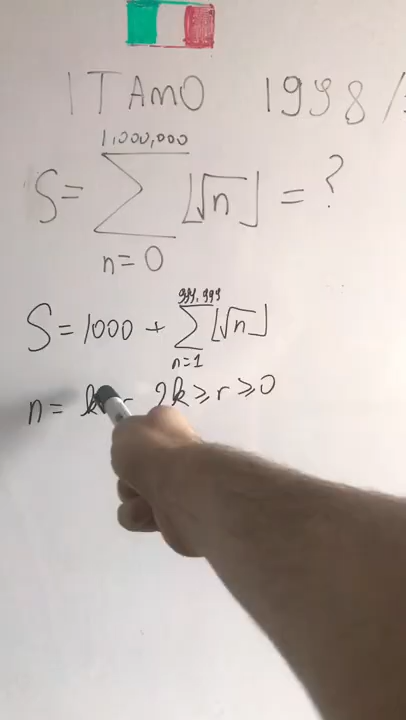 ITAMO 1998/
1,000,000
S = ∑ ⌊√n⌋ = ?
n = 0
999,999
S = 1000 + ∑ ⌊√n⌋
n=1
n = k 2k ≥ r ≥ 0